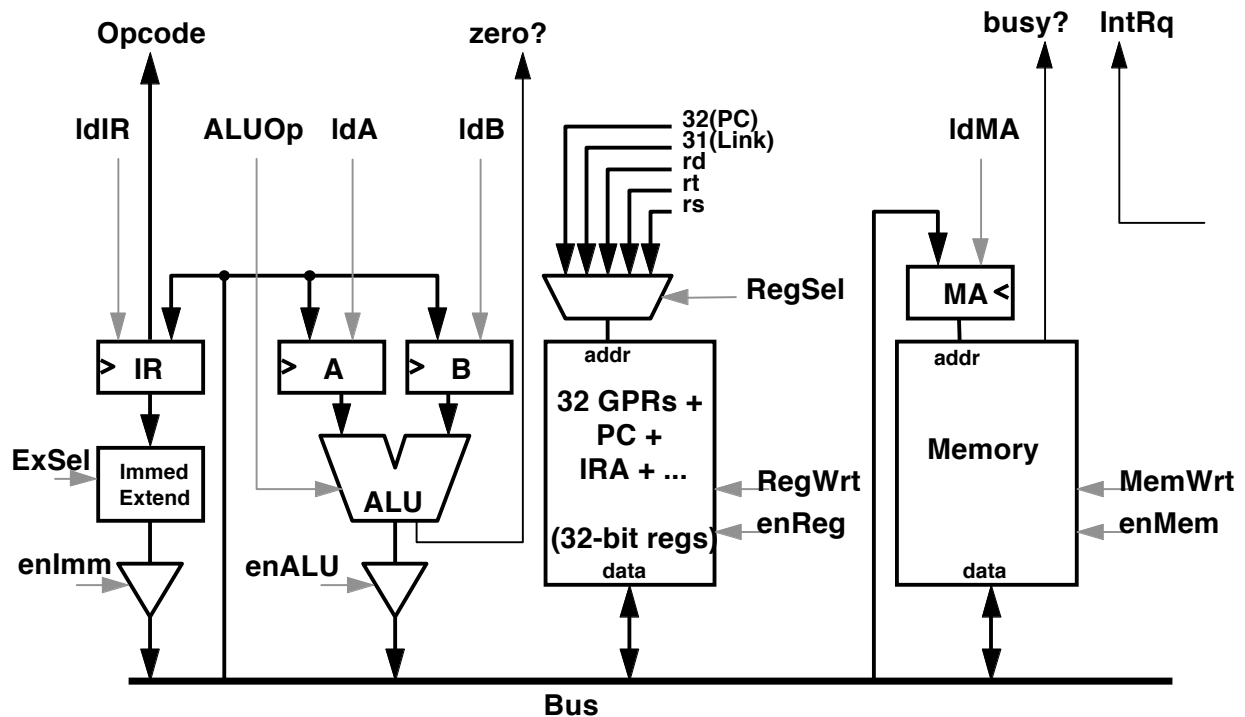 Opcode
zero?
busy?
IntRq
ldIR
ALUOp
ldA
ldB
32(PC)
31(Link)
rd
rt
rs
ldMA
RegSel
MA
IR
A
B
addr
addr
32 GPRs +
PC +
IRA + ...
(32-bit regs)
data
Memory
data
ExSel
Immed
Extend
ALU
RegWrt
enReg
MemWrt
enMem
enImm
enALU
Bus